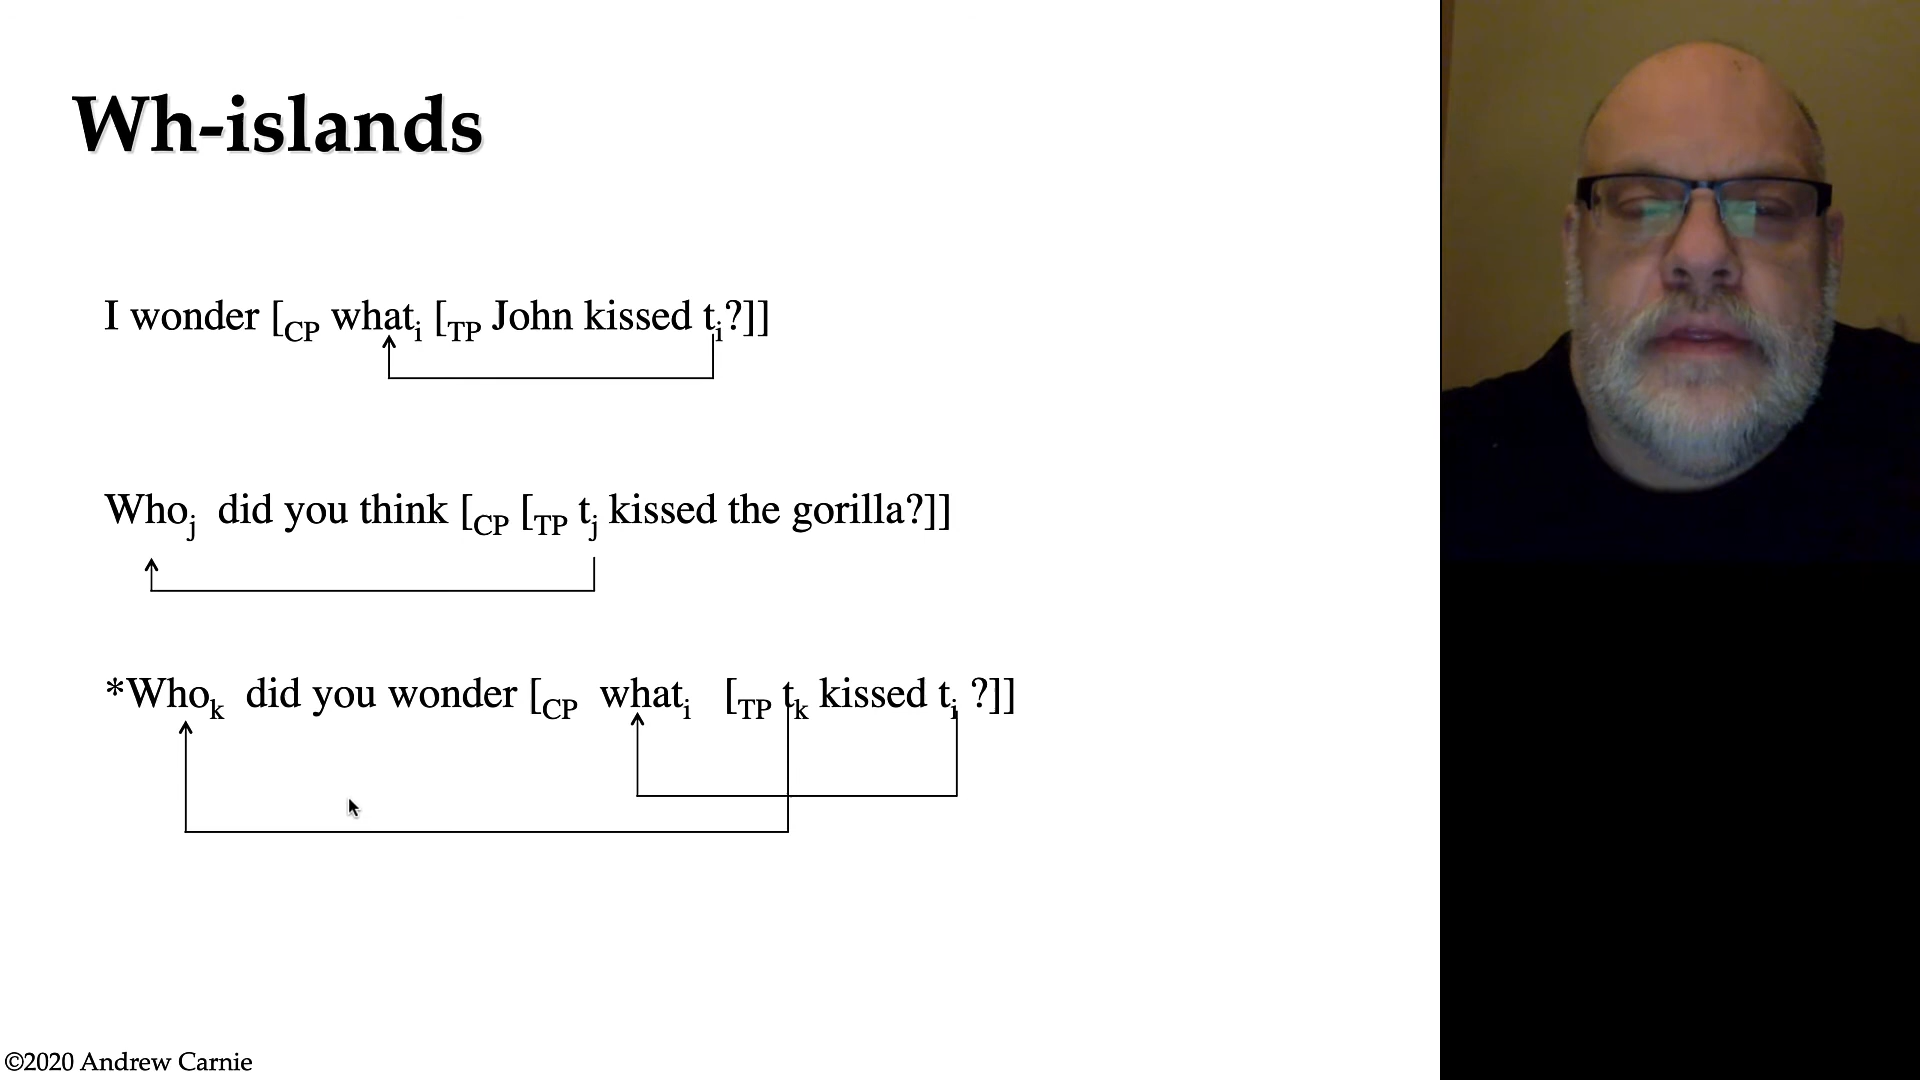 Wh-islands
I wonder [CP whati [TP John kissed ti?]]
Whoj did you think [CP [TP tj kissed the gorilla?]]
*Whok did you wonder [CP whati [TP tk kissed ti ?]]
©2020 Andrew Carnie